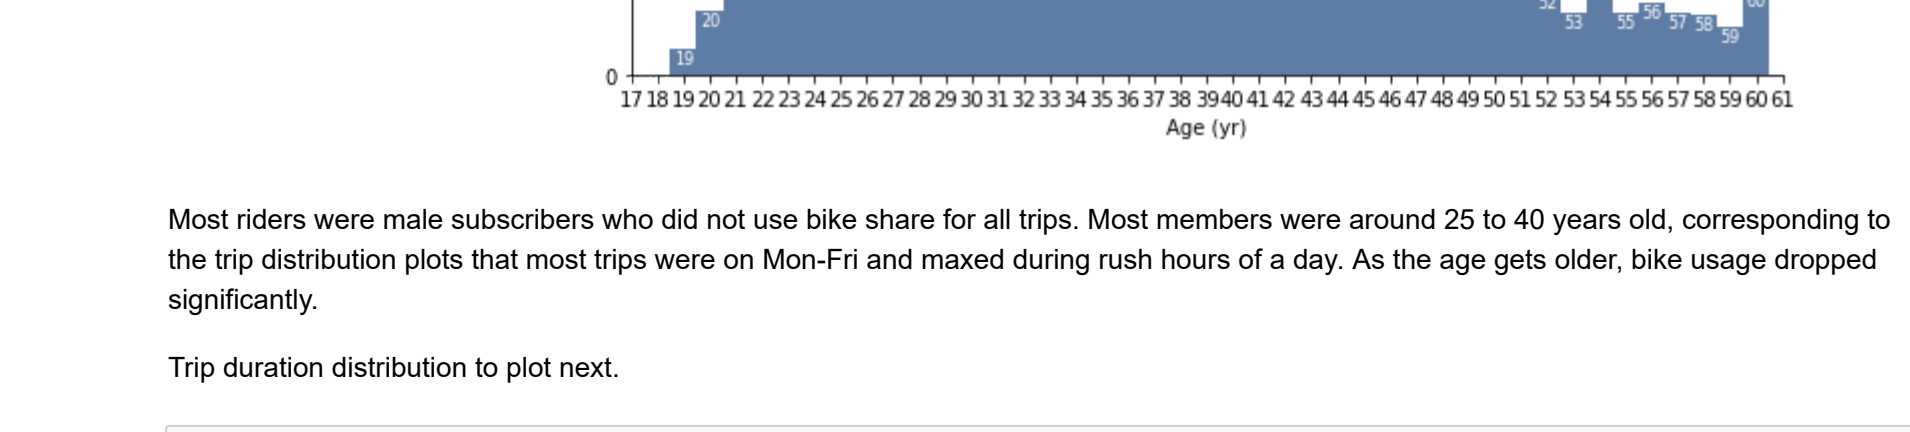 52
60
20
53
55
56
57
58
59
19
0
17 18 19 20 21 22 23 24 25 26 27 28 29 30 31 32 33 34 35 36 37 38 39 40 41 42 43 44 45 46 47 48 49 50 51 52 53 54 55 56 57 58 59 60 61
Age (yr)
Most riders were male subscribers who did not use bike share for all trips. Most members were around 25 to 40 years old, corresponding to
the trip distribution plots that most trips were on Mon-Fri and maxed during rush hours of a day. As the age gets older, bike usage dropped
significantly.
Trip duration distribution to plot next.